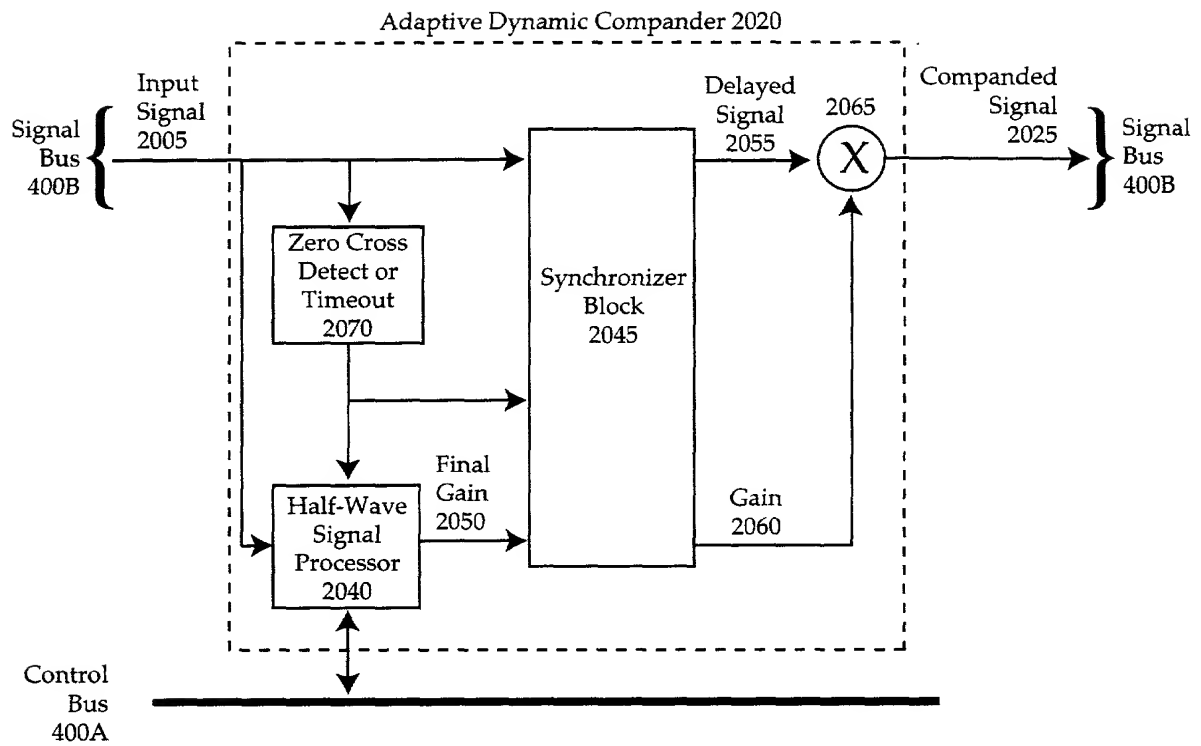 Adaptive Dynamic Compander 2020
Input
Signal
2005
Signal
Bus
400B
Zero Cross
Detect or
Timeout
2070
Half-Wave
Signal
Processor
2040
Final
Gain
2050
Synchronizer
Block
2045
Delayed
Signal
2055
2065
X
Gain
2060
Companded
Signal
2025
Signal
Bus
400B
Control
Bus
400A